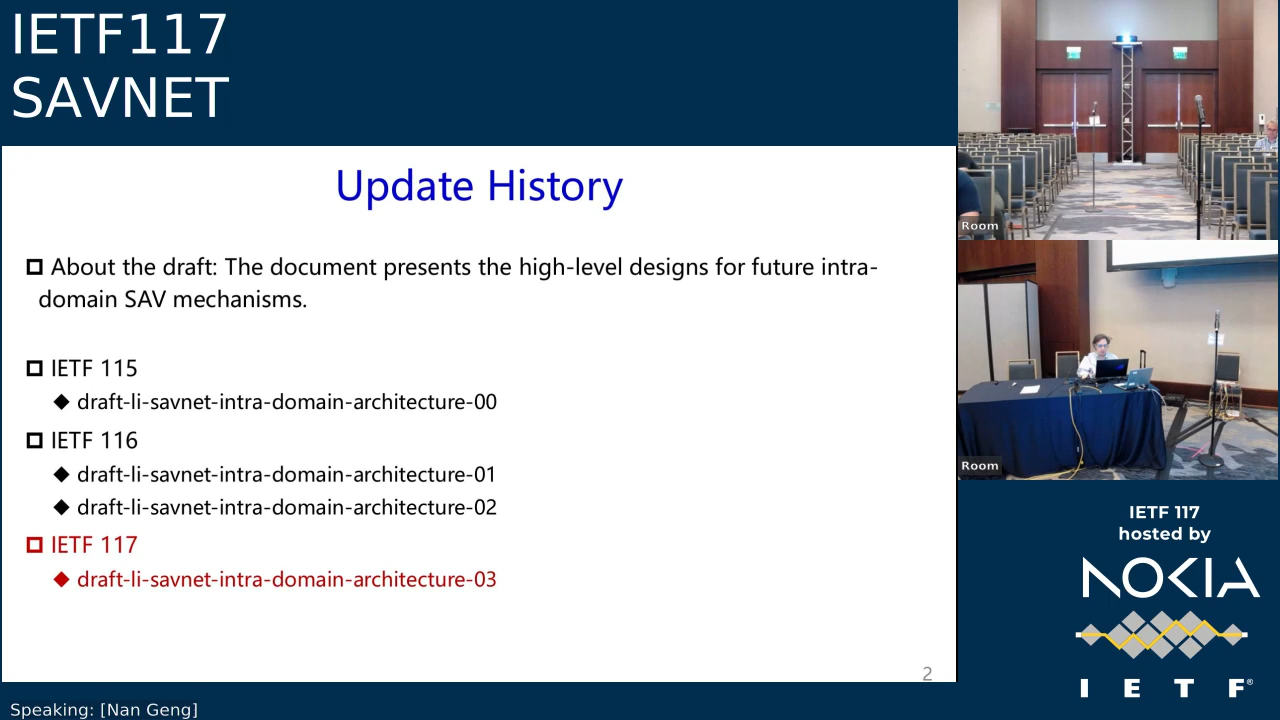 IETF117
SAVNET
Update History
About the draft: The document presents the high-level designs for future intra-
domain SAV mechanisms.
IETF 115
draft-li-savnet-intra-domain-architecture-00
IETF 116
draft-li-savnet-intra-domain-architecture-01
draft-li-savnet-intra-domain-architecture-02
IETF 117
draft-li-savnet-intra-domain-architecture-03
2
Speaking: [Nan Geng]
Room
Room
IETF 117
hosted by
NOKIA
I E T F®